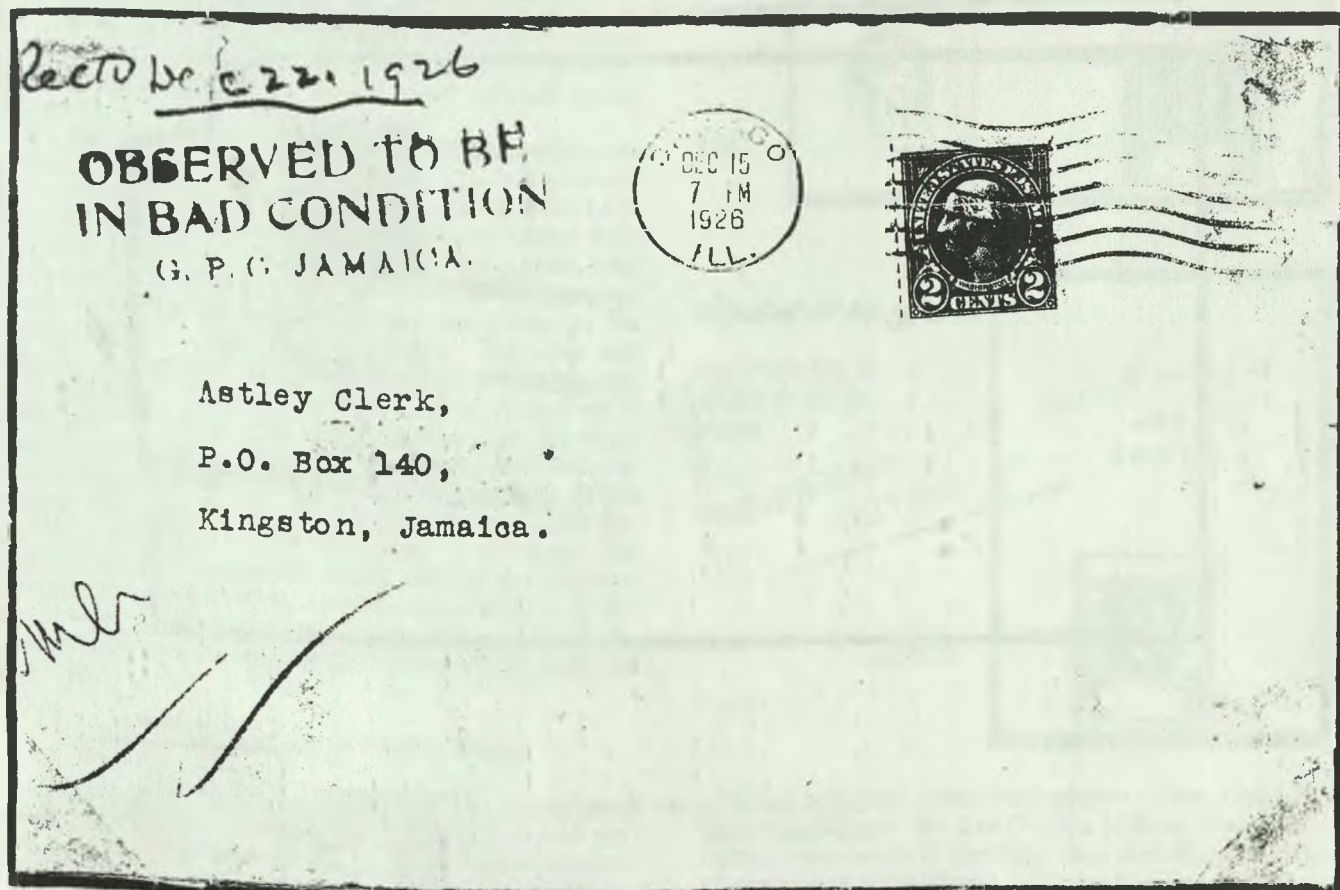 Rec'd Dec 22. 1926
OBSERVED TO BE
IN BAD CONDITION
G. P. O. JAMAICA.
DEC 15
7 PM
1926
ILL.
UNITED STATES POSTAGE
2 CENTS 2
Astley Clerk,
P.O. Box 140,
Kingston, Jamaica.